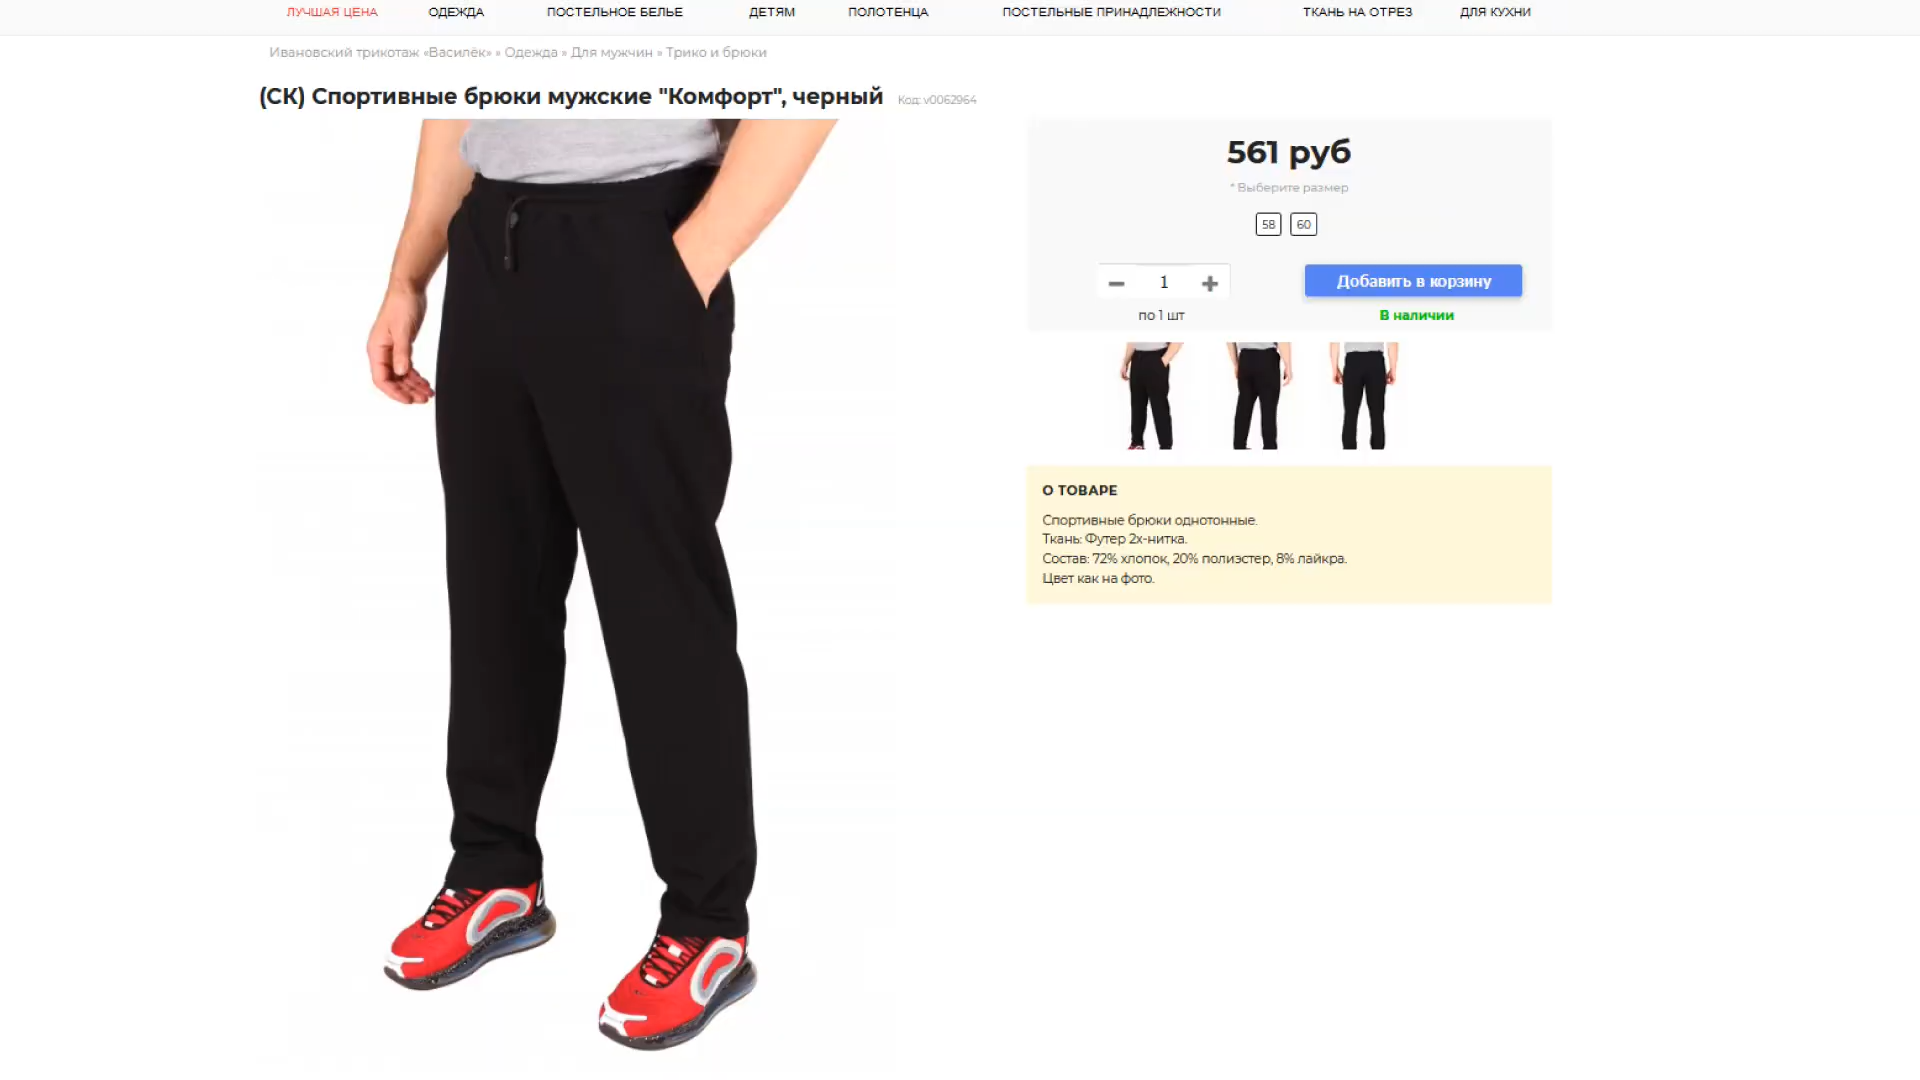 ЛУЧШАЯ ЦЕНА ОДЕЖДА ПОСТЕЛЬНОЕ БЕЛЬЕ ДЕТЯМ ПОЛОТЕНЦА ПОСТЕЛЬНЫЕ ПРИНАДЛЕЖНОСТИ ТКАНЬ НА ОТРЕЗ ДЛЯ КУХНИ
Ивановский трикотаж «Василёк» » Одежда » Для мужчин » Трико и брюки
(СК) Спортивные брюки мужские "Комфорт", черный Код: v0062964
561 руб
* Выберите размер
58 60
1 Добавить в корзину
по 1 шт В наличии
О ТОВАРЕ
Спортивные брюки однотонные.
Ткань: Футер 2х-нитка.
Состав: 72% хлопок, 20% полиэстер, 8% лайкра.
Цвет как на фото.